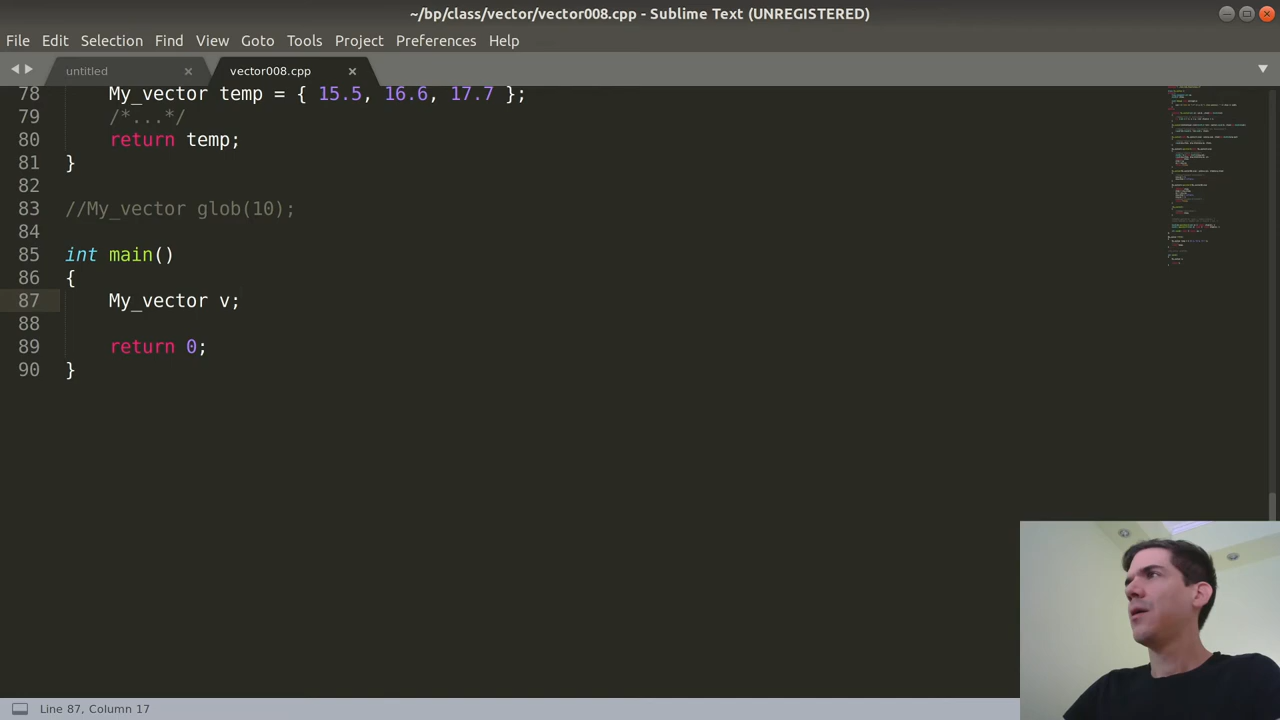 ~/bp/class/vector/vector008.cpp - Sublime Text (UNREGISTERED)
File Edit Selection Find View Goto Tools Project Preferences Help
untitled vector008.cpp
78 My_vector temp = { 15.5, 16.6, 17.7 };
79 /*...*/
80 return temp;
81 }
82
83 //My_vector glob(10);
84
85 int main()
86 {
87 My_vector v;
88
89 return 0;
90 }
Line 87, Column 17